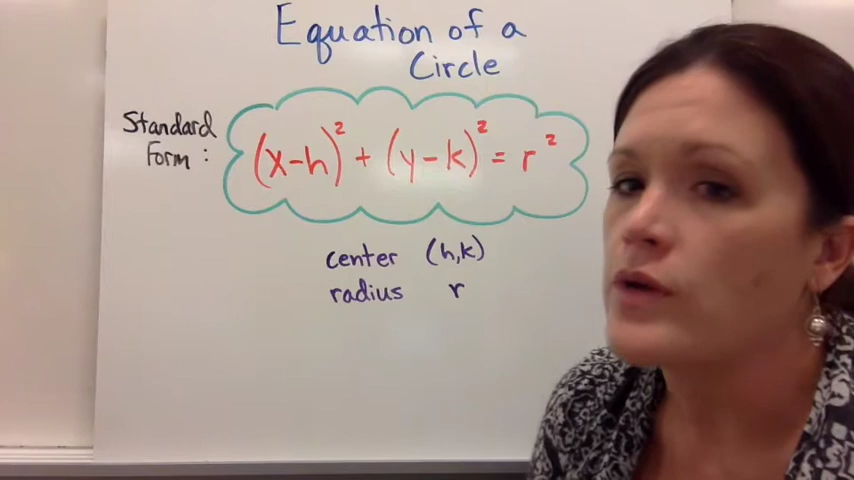 Equation of a
Circle
Standard
Form :
(x-h)² + (y-k)² = r²
center (h,k)
radius r